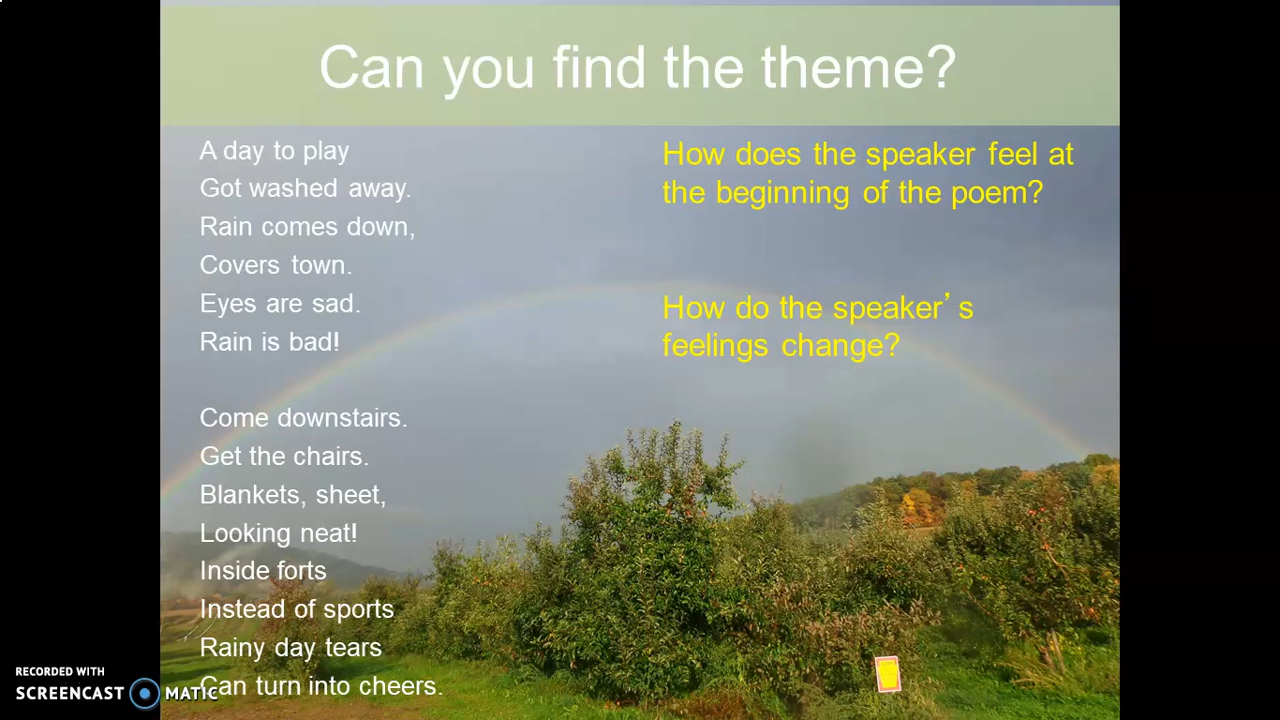 Can you find the theme?
A day to play
Got washed away.
Rain comes down,
Covers town.
Eyes are sad.
Rain is bad!
Come downstairs.
Get the chairs.
Blankets, sheet,
Looking neat!
Inside forts
Instead of sports
Rainy day tears
Can turn into cheers.
How does the speaker feel at
the beginning of the poem?
How do the speaker’s
feelings change?
RECORDED WITH
SCREENCAST MATIC